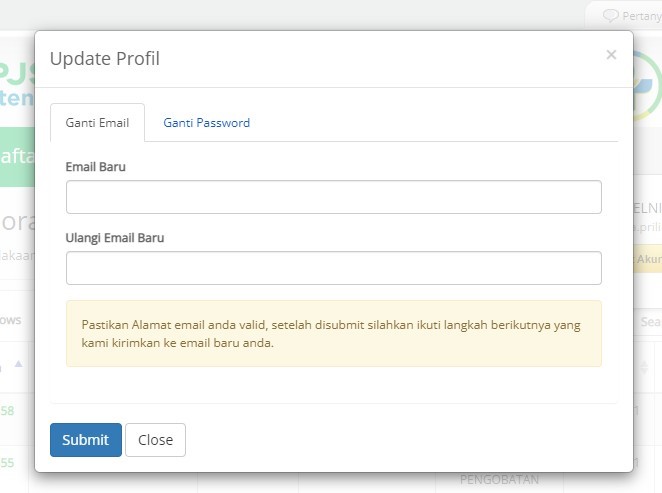 Pertany
Update Profil
×
Ganti Email Ganti Password
Email Baru
Ulangi Email Baru
Pastikan Alamat email anda valid, setelah disubmit silahkan ikuti langkah berikutnya yang
kami kirimkan ke email baru anda.
Submit Close
PJS
ten
afta
ora
jakaar
ows
58
55
ELNI
a.prili
Akun
Sea
PENGOBATAN